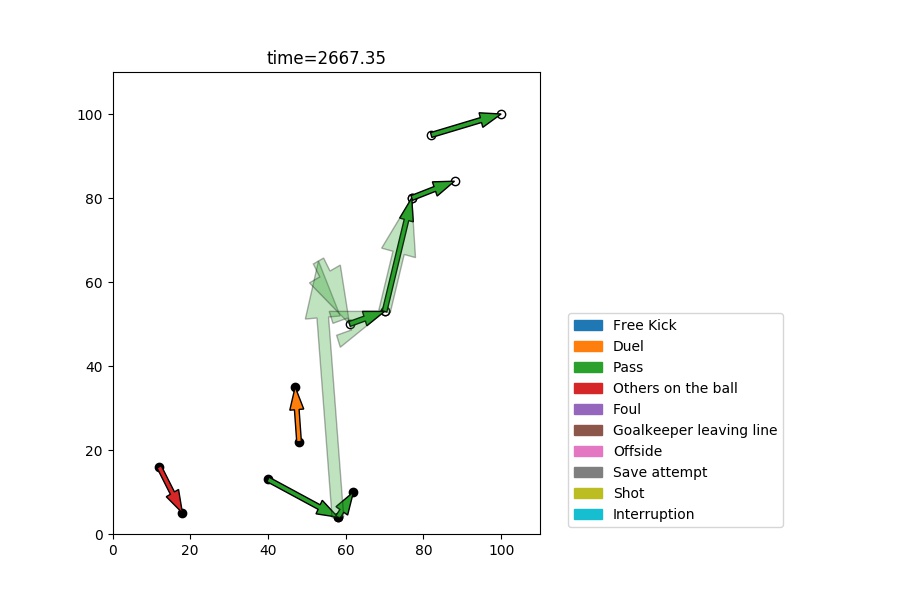 time=2667.35
100
80
60
40
20
0
0 20 40 60 80 100
Free Kick
Duel
Pass
Others on the ball
Foul
Goalkeeper leaving line
Offside
Save attempt
Shot
Interruption